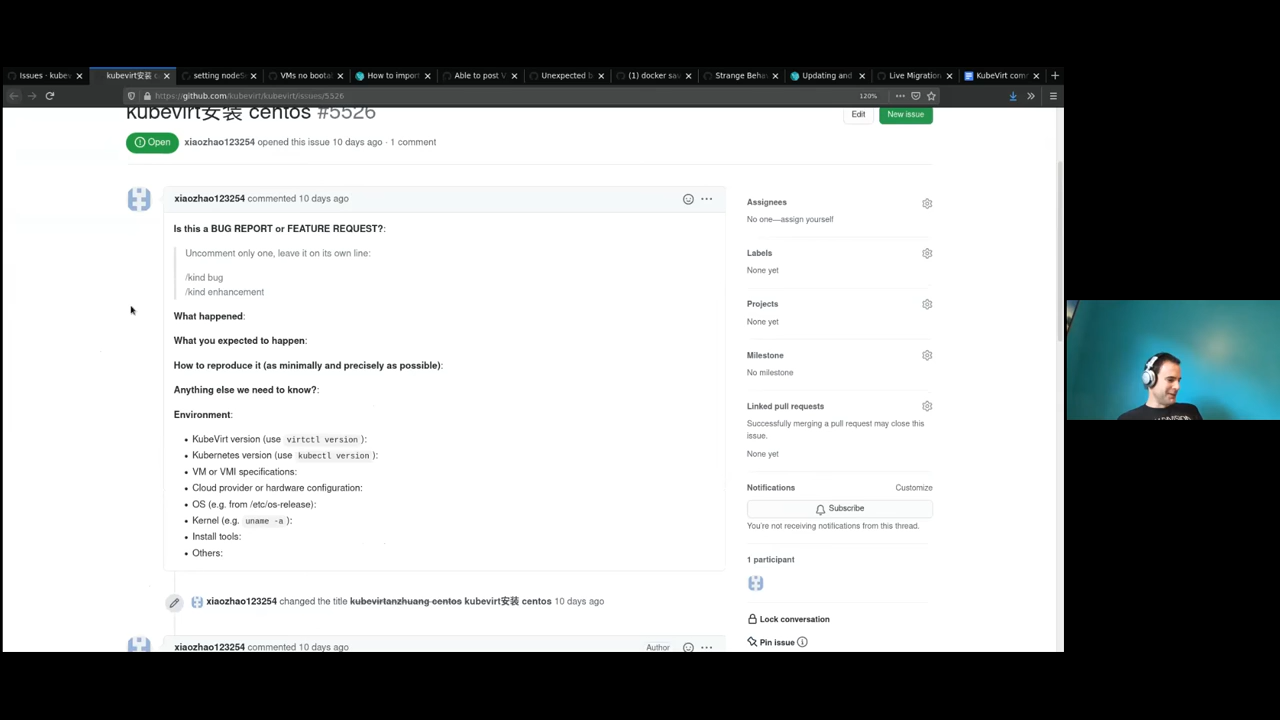 Issues · kubev
kubevirt安装 c
setting nodeS
VMs no boota
How to import
Able to post V
Unexpected b
(1) docker sav
Strange Beha
Updating and
Live Migration
KubeVirt com
https://github.com/kubevirt/kubevirt/issues/5526
120%
kubevirt安装 centos #5526
Edit
New issue
Open
xiaozhao123254 opened this issue 10 days ago · 1 comment
xiaozhao123254 commented 10 days ago
Is this a BUG REPORT or FEATURE REQUEST?:
Uncomment only one, leave it on its own line:
/kind bug
/kind enhancement
What happened:
What you expected to happen:
How to reproduce it (as minimally and precisely as possible):
Anything else we need to know?:
Environment:
• KubeVirt version (use virtctl version ):
• Kubernetes version (use kubectl version ):
• VM or VMI specifications:
• Cloud provider or hardware configuration:
• OS (e.g. from /etc/os-release):
• Kernel (e.g. uname -a ):
• Install tools:
• Others:
xiaozhao123254 changed the title kubevirtanzhuang centos kubevirt安装 centos 10 days ago
xiaozhao123254 commented 10 days ago
Author
Assignees
No one—assign yourself
Labels
None yet
Projects
None yet
Milestone
No milestone
Linked pull requests
Successfully merging a pull request may close this
issue.
None yet
Notifications
Customize
Subscribe
You're not receiving notifications from this thread.
1 participant
Lock conversation
Pin issue